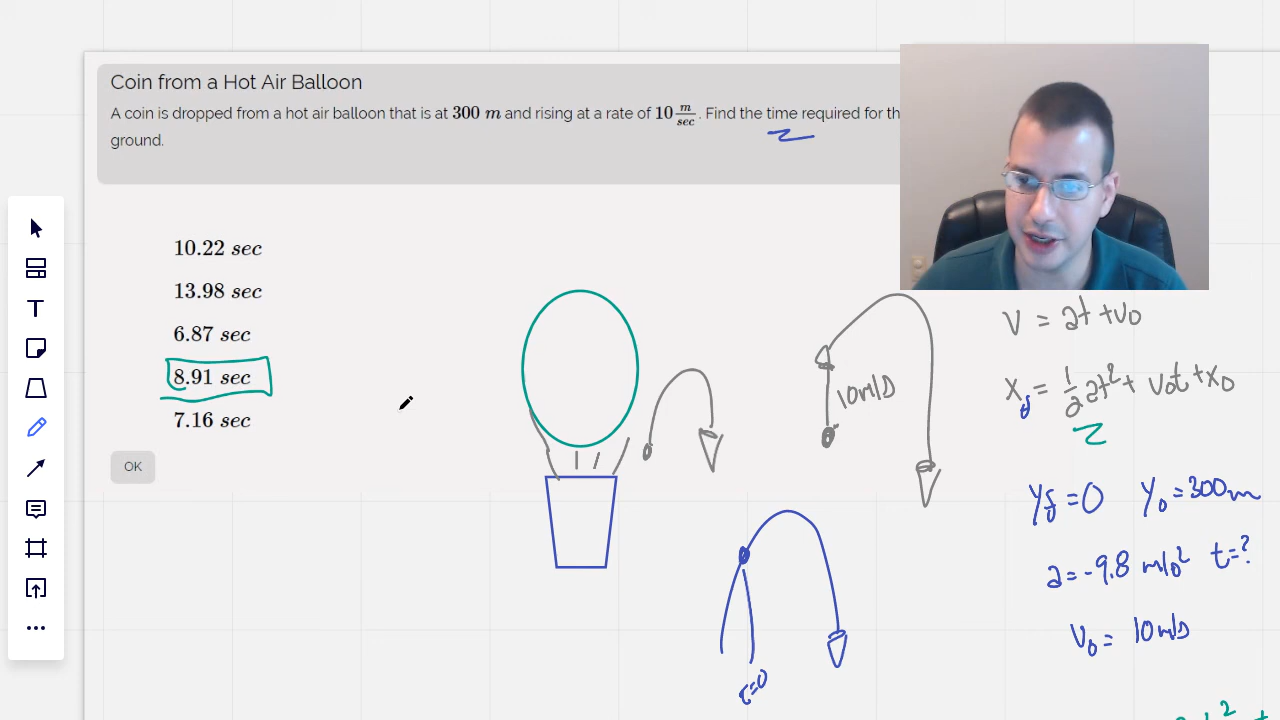 Coin from a Hot Air Balloon
A coin is dropped from a hot air balloon that is at 300 m and rising at a rate of 10 m/sec. Find the time required for th
ground.
10.22 sec
13.98 sec
6.87 sec
8.91 sec
7.16 sec
OK
T
10m/s
V = at + v0
X = 1/2 at² + v0t + x0
yf = 0 y0 = 300m
a = -9.8 m/s² t = ?
v0 = 10m/s
t=0